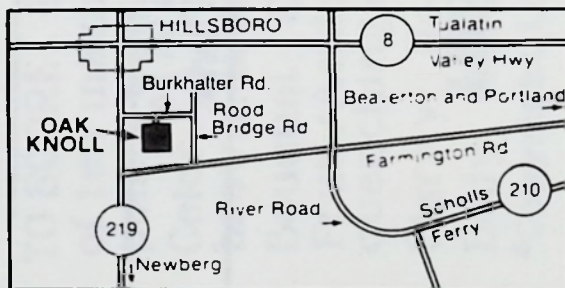 HILLSBORO
8
Tualatin
Valley Hwy
Burkhalter Rd.
Beaverton and Portland
OAK
KNOLL
Rood
Bridge Rd
Farmington Rd
River Road
Scholls
Ferry
210
219
Newberg